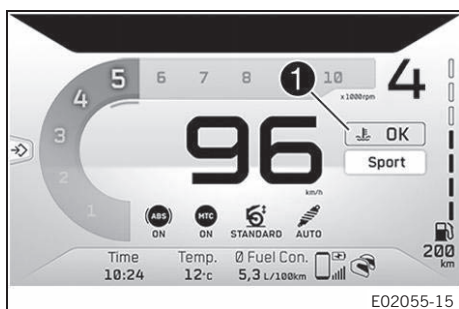 1
5 6 7 8 10 4
4
x1000rpm
3
OK
96
Sport
2
km/h
1
ABS MTC
ON ON STANDARD AUTO
Time Temp. Ø Fuel Con. 200
10:24 12°C 5,3 L/100km km
E02055-15